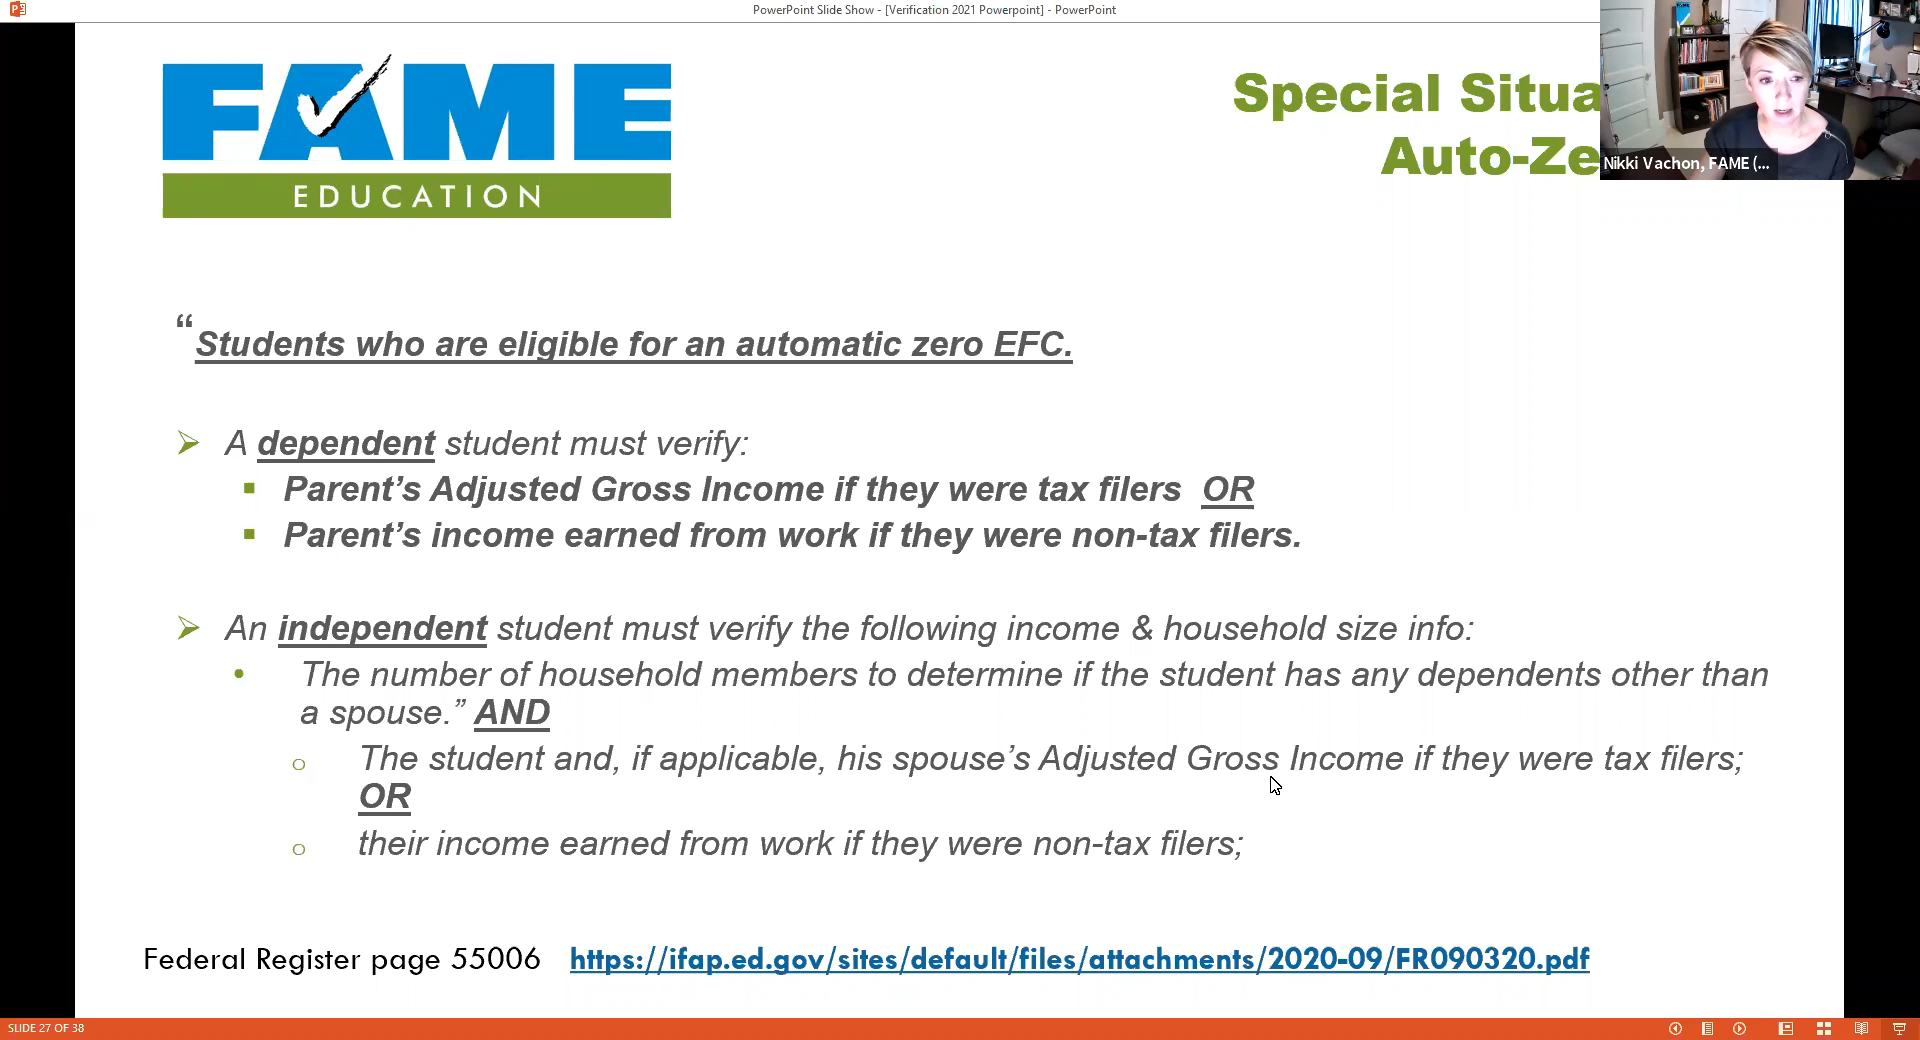 PowerPoint Slide Show - [Verification 2021 Powerpoint] - PowerPoint
FAME
EDUCATION
Special Situa
Auto-Ze
Nikki Vachon, FAME (...
“Students who are eligible for an automatic zero EFC.
A dependent student must verify:
Parent’s Adjusted Gross Income if they were tax filers OR
Parent’s income earned from work if they were non-tax filers.
An independent student must verify the following income & household size info:
The number of household members to determine if the student has any dependents other than
a spouse.” AND
The student and, if applicable, his spouse’s Adjusted Gross Income if they were tax filers;
OR
their income earned from work if they were non-tax filers;
Federal Register page 55006 https://ifap.ed.gov/sites/default/files/attachments/2020-09/FR090320.pdf
SLIDE 27 OF 38